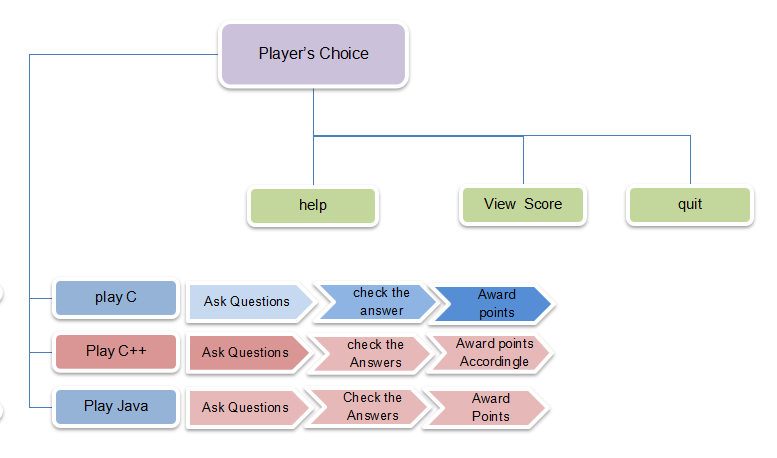 Player's Choice
help
View Score
quit
play C
Ask Questions
check the
answer
Award
points
Play C++
Ask Questions
check the
Answers
Award points
Accordingle
Play Java
Ask Questions
Check the
Answers
Award
Points